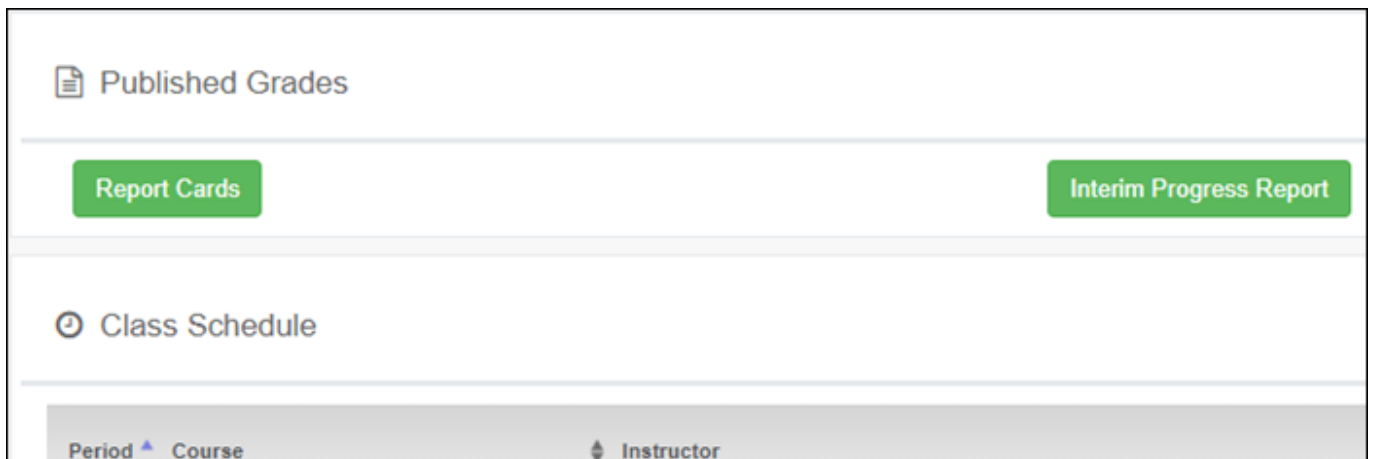 Published Grades
Report Cards Interim Progress Report
Class Schedule
Period Course Instructor